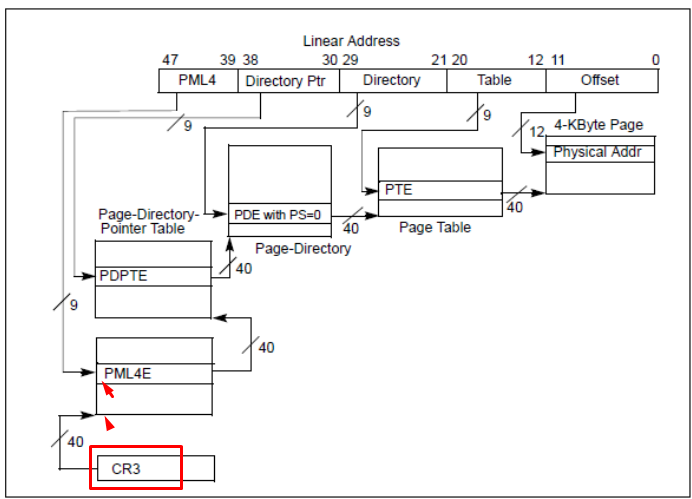 Linear Address
47 39 38 30 29 21 20 12 11 0
PML4 Directory Ptr Directory Table Offset
9 9 9 12 4-KByte Page
Physical Addr
PTE
40
Page Table
PDE with PS=0
40
Page-Directory
Page-Directory-
Pointer Table
PDPTE
40
9
40
PML4E
40
CR3